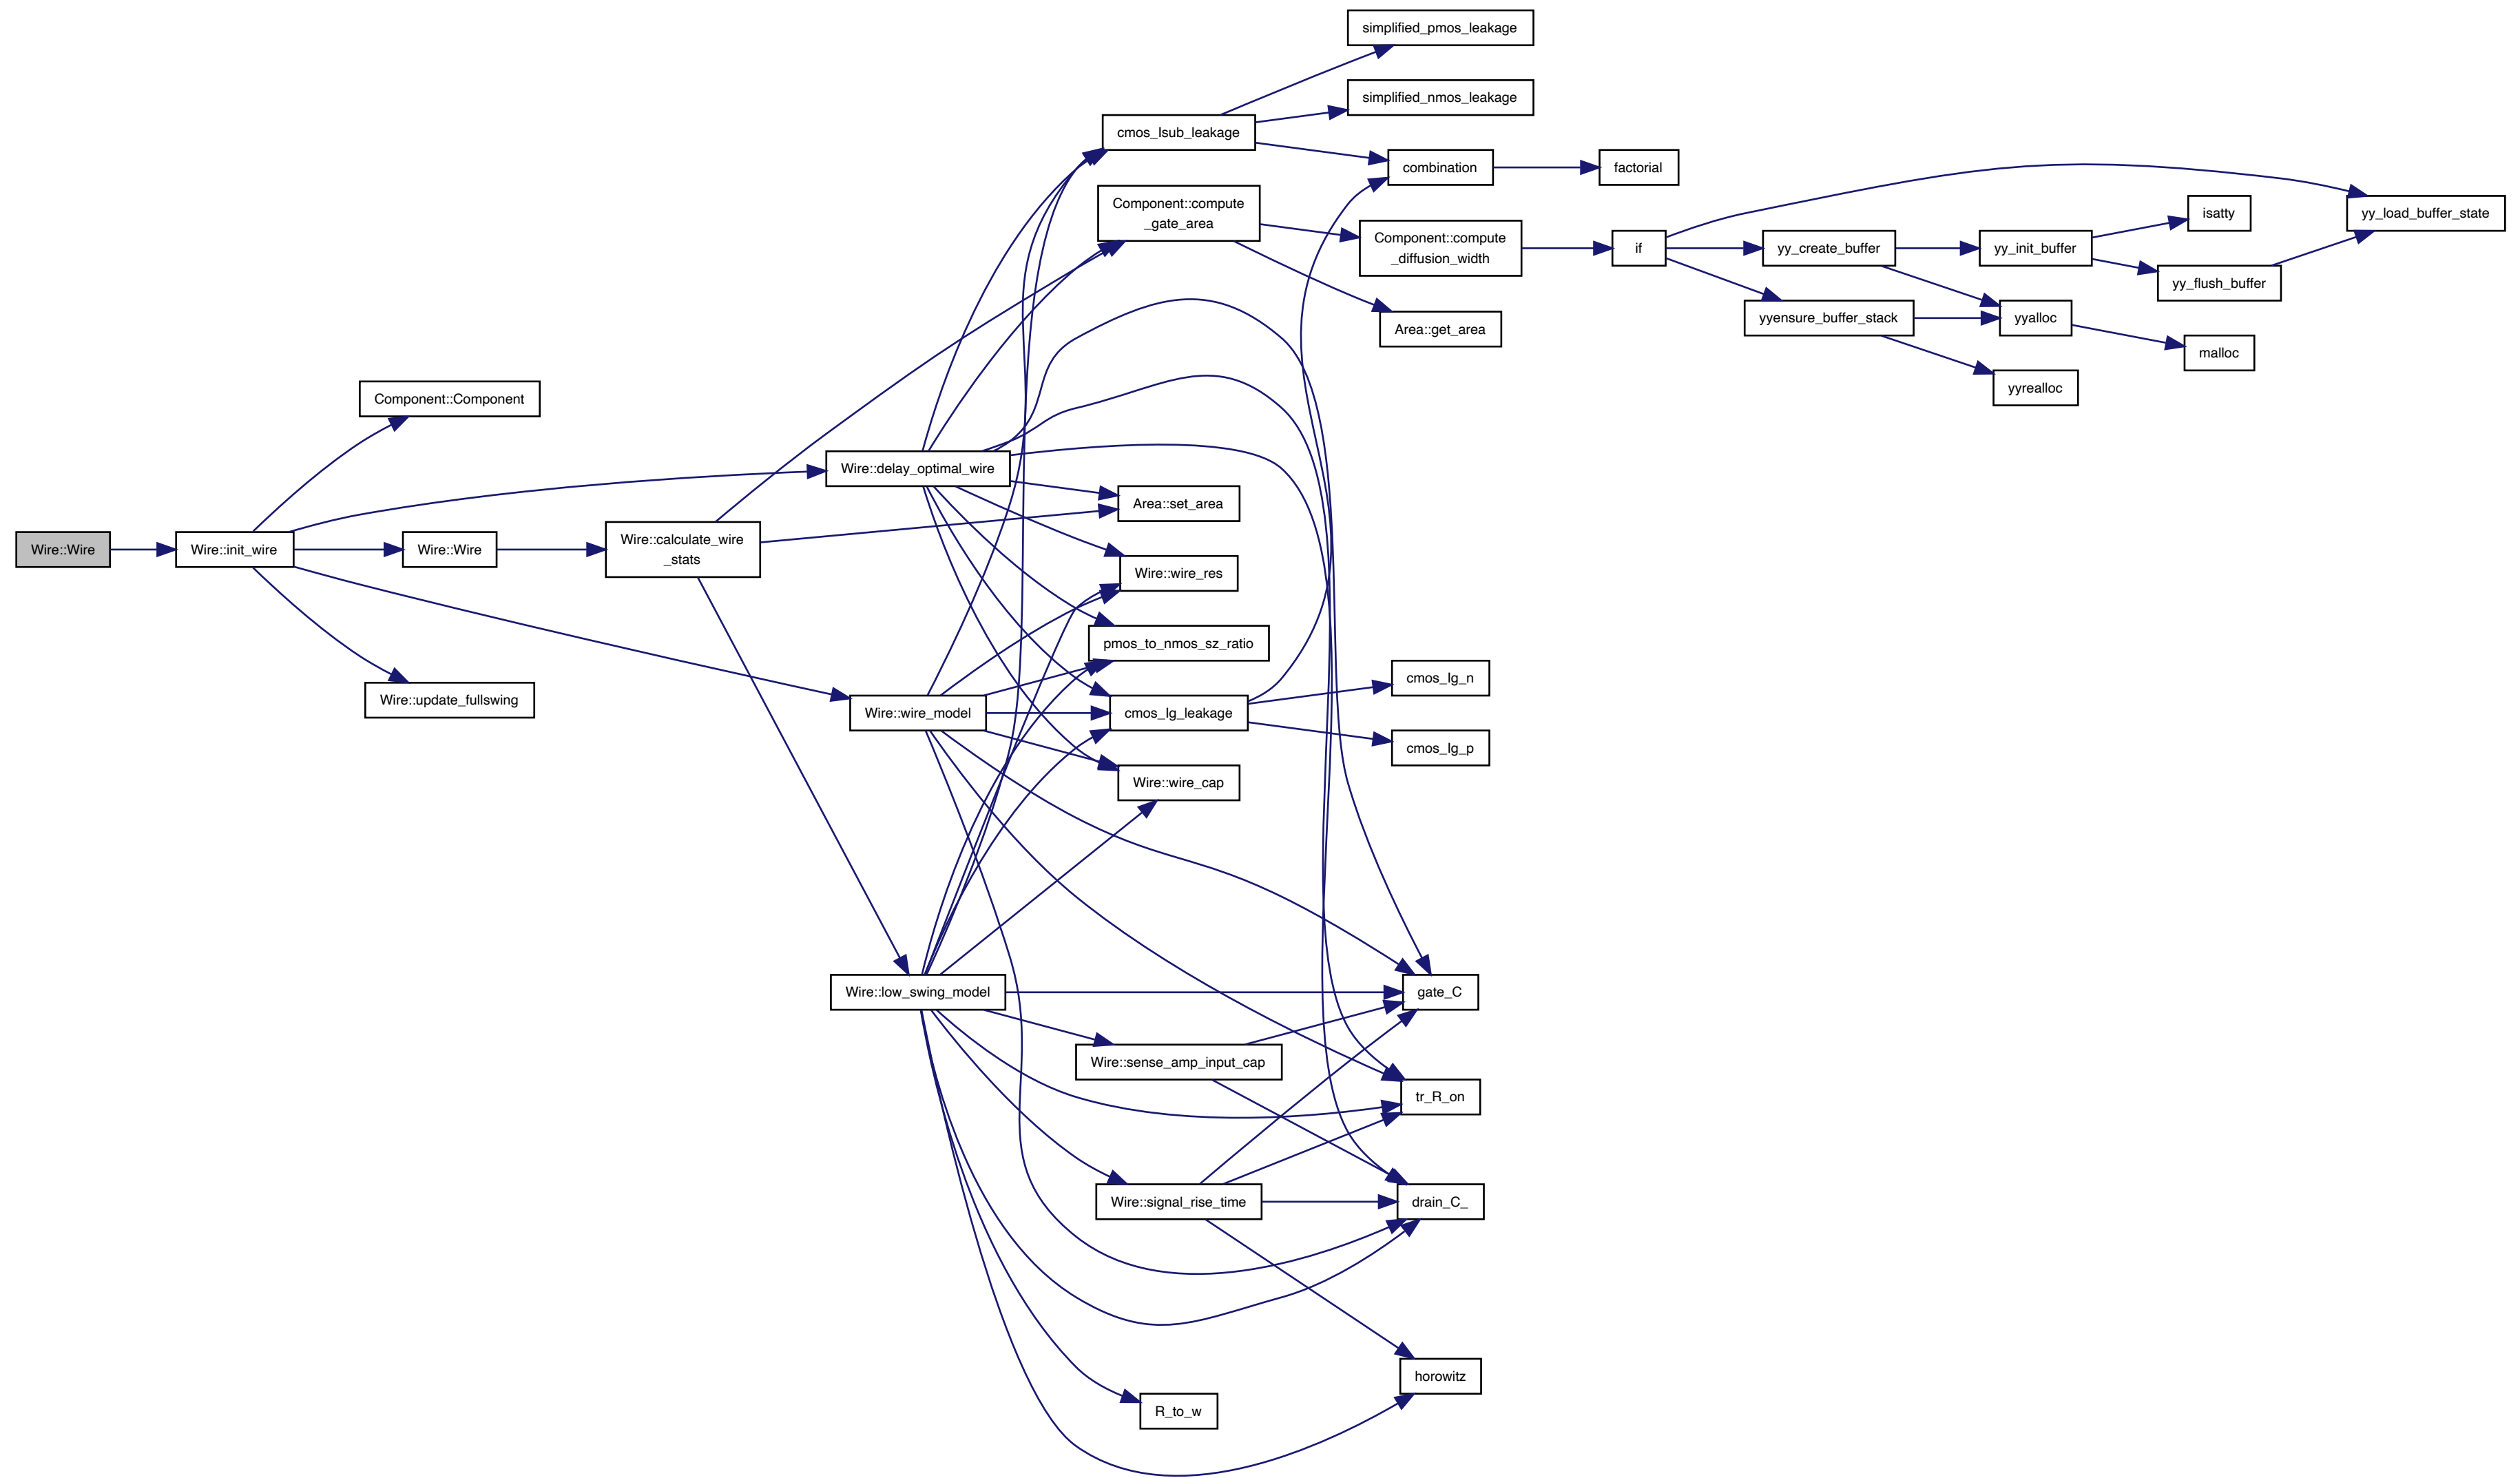 simplified_pmos_leakage
simplified_nmos_leakage
cmos_Isub_leakage
combination
factorial
Component::compute
_gate_area
isatty
yy_load_buffer_state
Component::compute
_diffusion_width
if
yy_create_buffer
yy_init_buffer
yy_flush_buffer
Area::get_area
yyensure_buffer_stack
yyalloc
malloc
yyrealloc
Component::Component
Wire::delay_optimal_wire
Area::set_area
Wire::Wire
Wire::init_wire
Wire::Wire
Wire::calculate_wire
_stats
Wire::wire_res
pmos_to_nmos_sz_ratio
Wire::update_fullswing
Wire::wire_model
cmos_Ig_leakage
cmos_Ig_n
cmos_Ig_p
Wire::wire_cap
Wire::low_swing_model
gate_C
Wire::sense_amp_input_cap
tr_R_on
Wire::signal_rise_time
drain_C_
horowitz
R_to_w